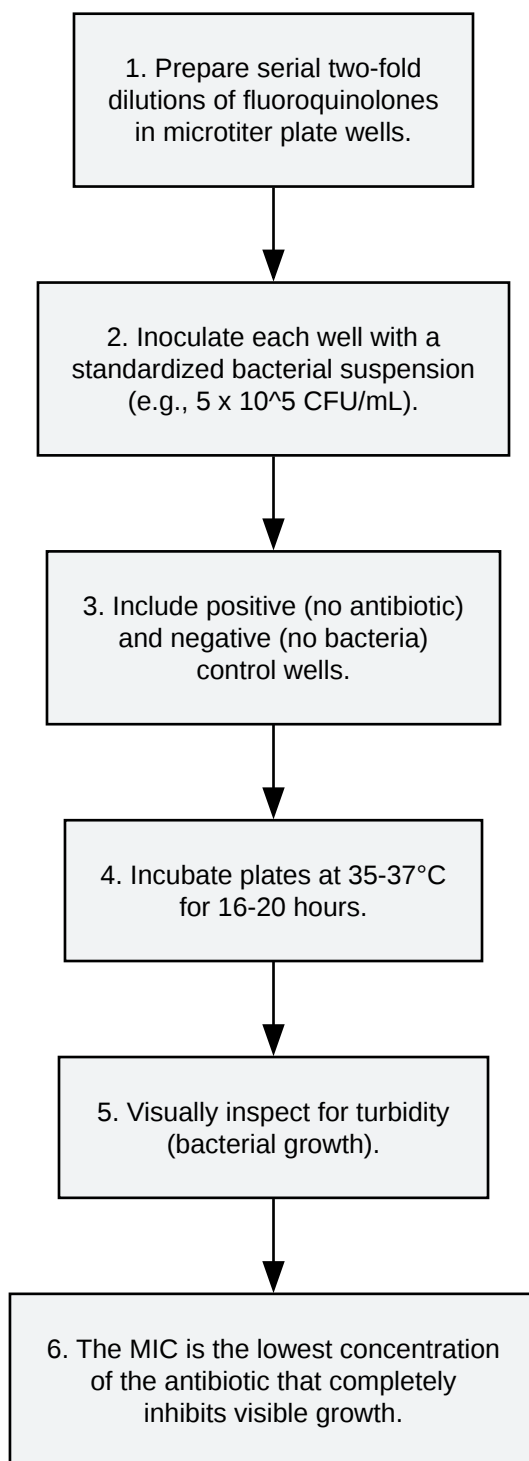 1. Prepare serial two-fold
dilutions of fluoroquinolones
in microtiter plate wells.
2. Inoculate each well with a
standardized bacterial suspension
(e.g., 5 x 10^5 CFU/mL).
3. Include positive (no antibiotic)
and negative (no bacteria)
control wells.
4. Incubate plates at 35-37°C
for 16-20 hours.
5. Visually inspect for turbidity
(bacterial growth).
6. The MIC is the lowest concentration
of the antibiotic that completely
inhibits visible growth.